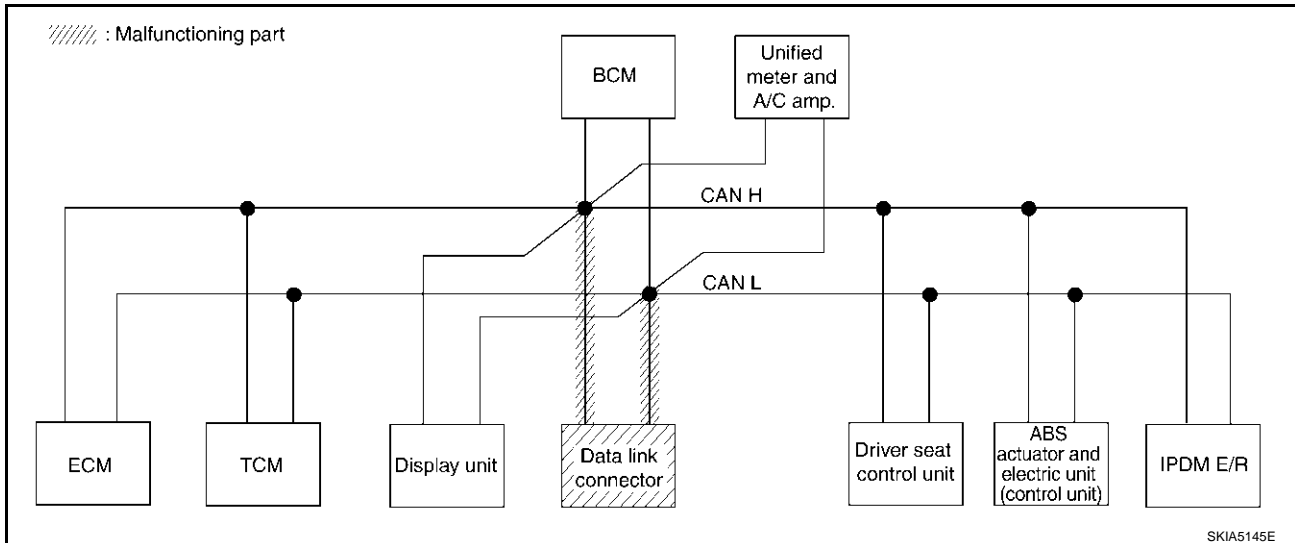 : Malfunctioning part
BCM
Unified
meter and
A/C amp.
CAN H
CAN L
ECM
TCM
Display unit
Data link
connector
Driver seat
control unit
ABS
actuator and
electric unit
(control unit)
IPDM E/R
SKIA5145E